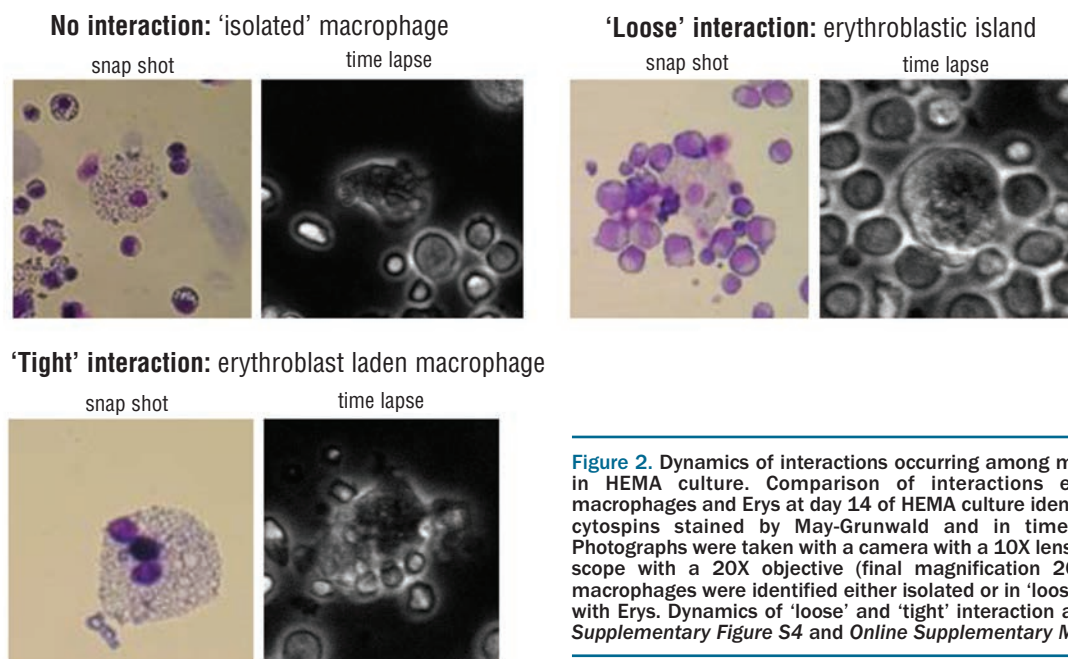 No interaction: ‘isolated’ macrophage
snap shot
time lapse
‘Loose’ interaction: erythroblastic island
snap shot
time lapse
‘Tight’ interaction: erythroblast laden macrophage
snap shot
time lapse
Figure 2. Dynamics of interactions occurring among
in HEMA culture. Comparison of interactions
macrophages and Erys at day 14 of HEMA culture
cytospins stained by May-Grunwald and in
Photographs were taken with a camera with a 10X
scope with a 20X objective (final magnification
macrophages were identified either isolated or in
with Erys. Dynamics of ‘loose’ and ‘tight’ interaction
Supplementary Figure S4 and Online Supplementary